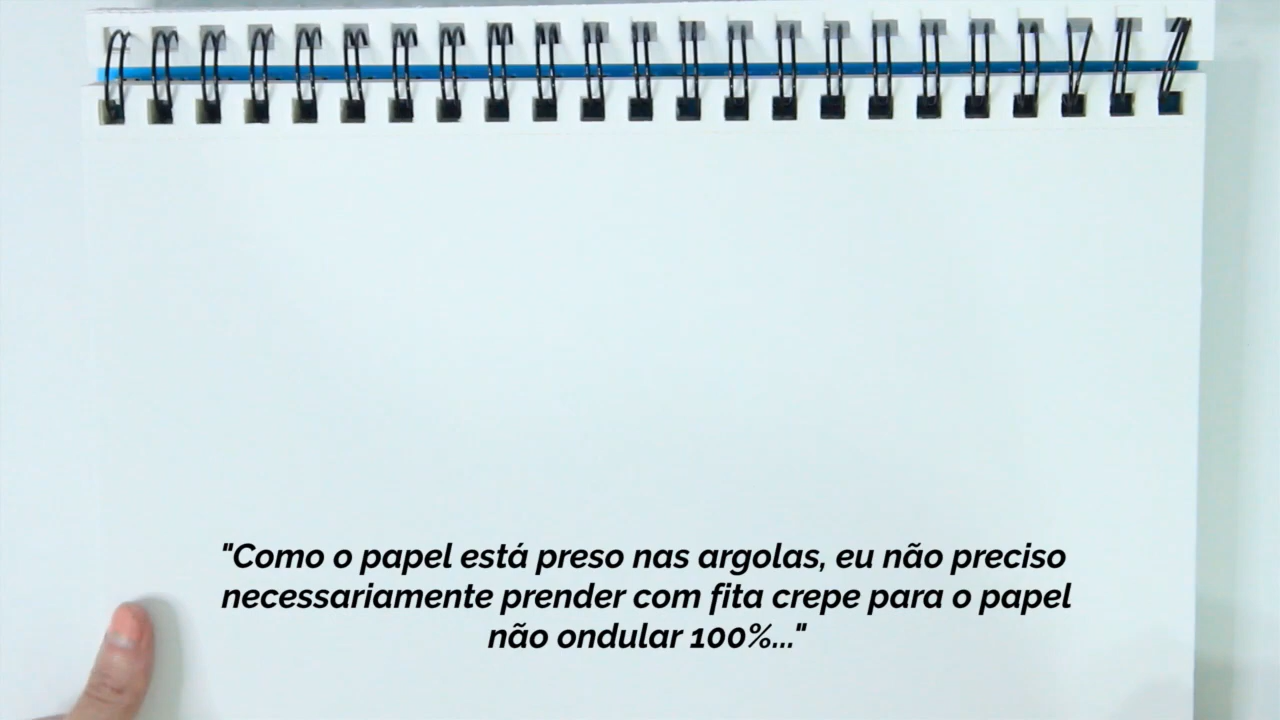 "Como o papel está preso nas argolas, eu não preciso
necessariamente prender com fita crepe para o papel
não ondular 100%..."